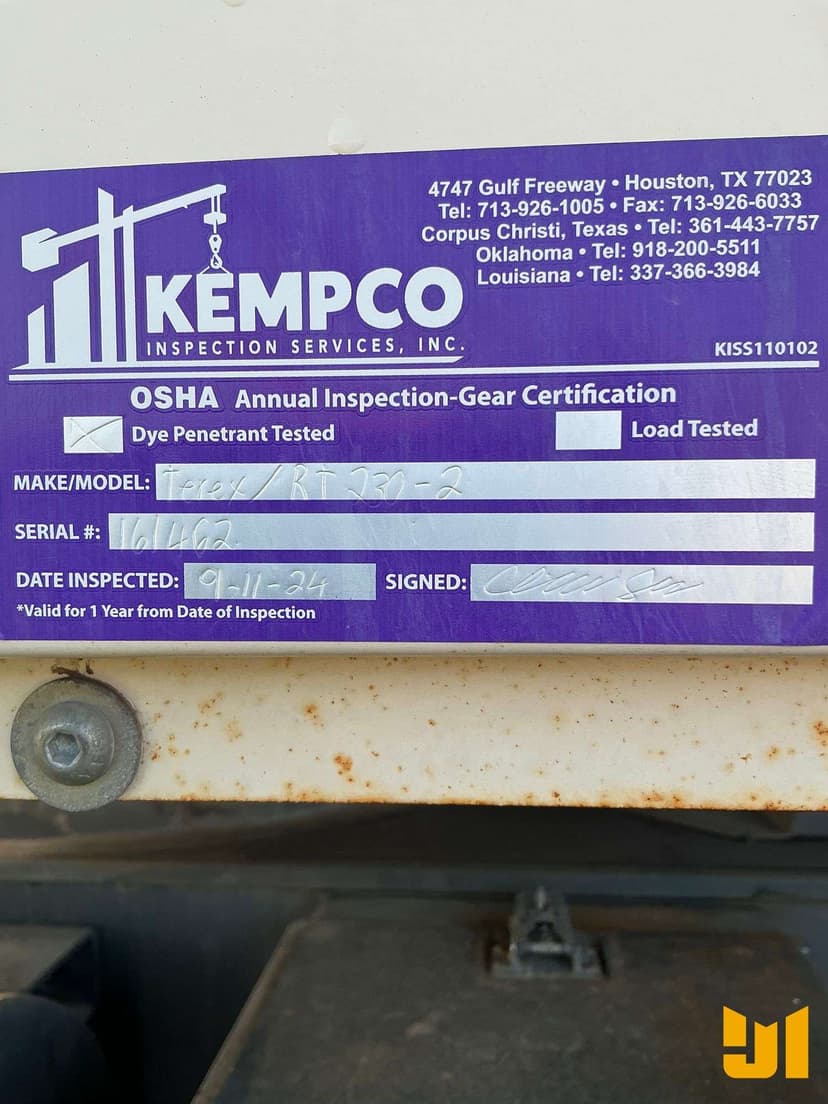 4747 Gulf Freeway • Houston, TX 77023
Tel: 713-926-1005 • Fax: 713-926-6033
Corpus Christi, Texas • Tel: 361-443-7757
Oklahoma • Tel: 918-200-5511
Louisiana • Tel: 337-366-3984
KEMPCO
INSPECTION SERVICES, INC.
KISS110102
OSHA Annual Inspection-Gear Certification
Dye Penetrant Tested
Load Tested
MAKE/MODEL: Terex/RT 230-2
SERIAL #: 161462
DATE INSPECTED: 9-11-24 SIGNED:
*Valid for 1 Year from Date of Inspection